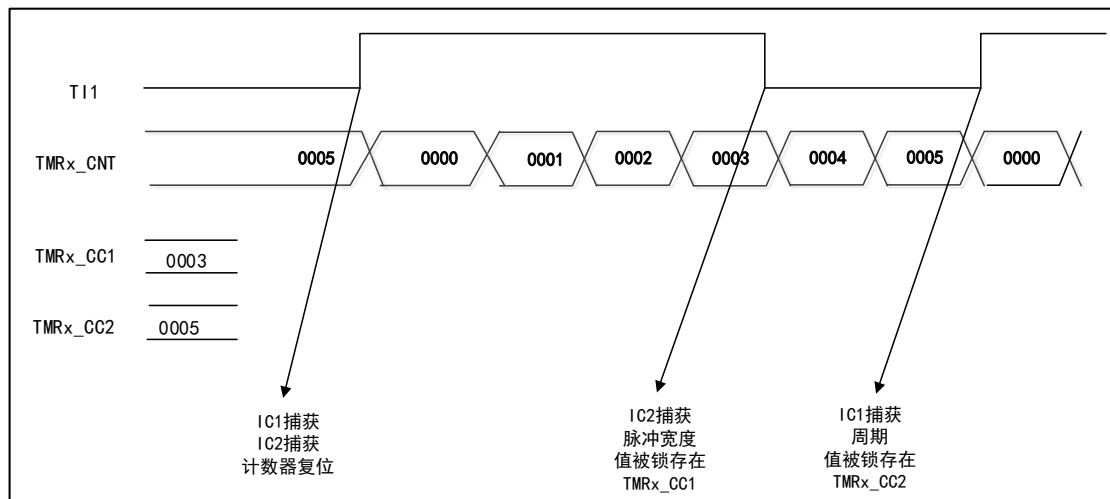 TI1
TMRx_CNT
0005 0000 0001 0002 0003 0004 0005 0000
TMRx_CC1
0003
TMRx_CC2
0005
IC1捕获
IC2捕获
计数器复位
IC2捕获
脉冲宽度
值被锁存在
TMRx_CC1
IC1捕获
周期
值被锁存在
TMRx_CC2